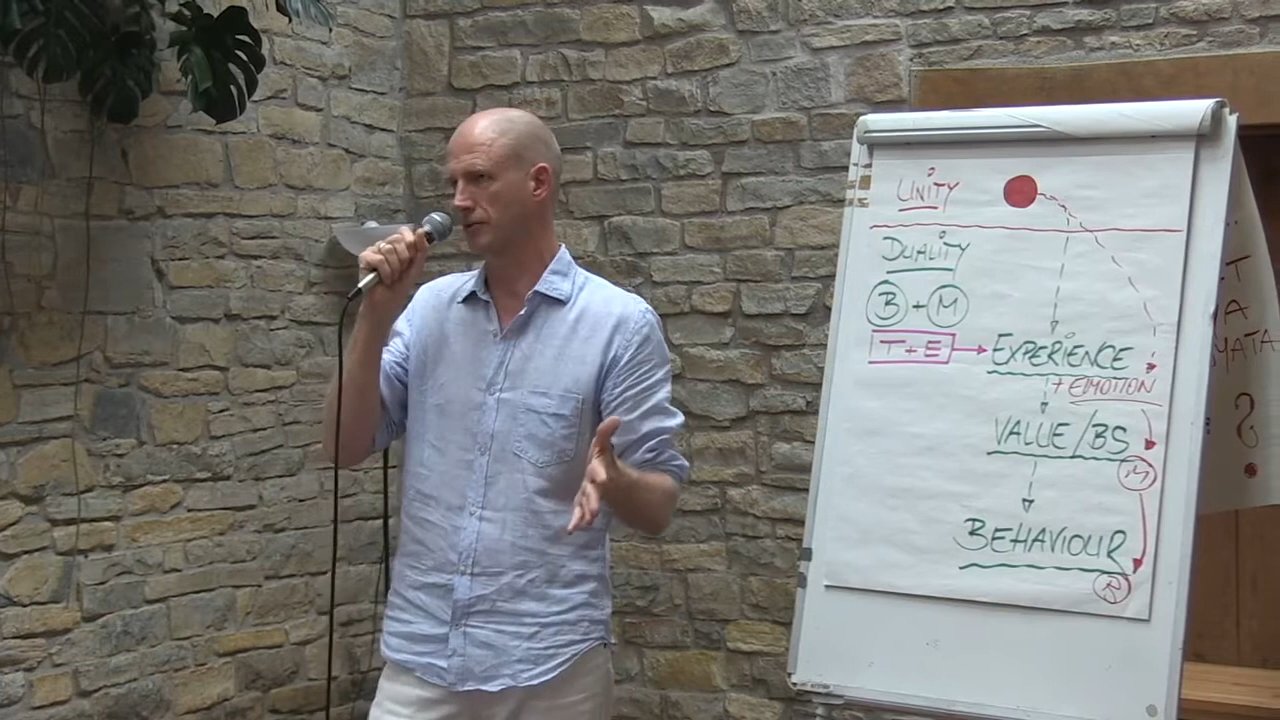 UNITY
DUALITY
B + M
T + E → EXPERIENCE
+ EMOTION
VALUE/BS
M
BEHAVIOUR
R
T
A
?